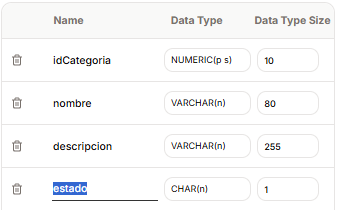 Name Data Type Data Type Size
idCategoria NUMERIC(p s) 10
nombre VARCHAR(n) 80
descripcion VARCHAR(n) 255
estado CHAR(n) 1